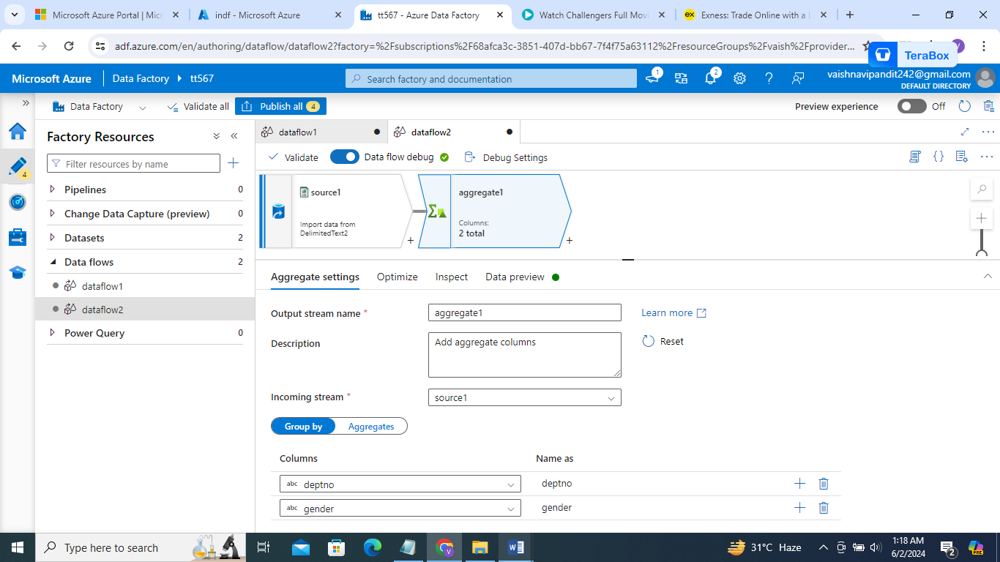 Microsoft Azure Portal | Micr
indf - Microsoft Azure
tt567 - Azure Data Factory
Watch Challengers Full Movi
Exness: Trade Online with a L
adf.azure.com/en/authoring/dataflow/dataflow2?factory=%2Fsubscriptions%2F68afca3c-3851-407d-bb67-7f4f75a63112%2FresourceGroups%2Fvaish%2Fprovider...
TeraBox
Microsoft Azure
Data Factory
tt567
Search factory and documentation
1
2
vaishnavipandit242@gmail.com
DEFAULT DIRECTORY
Data Factory
Validate all
Publish all 4
Preview experience
Off
4
Factory Resources
Filter resources by name
Pipelines 0
Change Data Capture (preview) 0
Datasets 2
Data flows 2
dataflow1
dataflow2
Power Query 0
dataflow1
dataflow2
Validate
Data flow debug
Debug Settings
source1
Import data from
DelimitedText2
+
aggregate1
Columns:
2 total
+
Aggregate settings
Optimize
Inspect
Data preview
Output stream name *
aggregate1
Learn more
Description
Add aggregate columns
Reset
Incoming stream *
source1
Group by
Aggregates
Columns
Name as
abc deptno
deptno
abc gender
gender
Type here to search
31°C Haze
1:18 AM
6/2/2024
2
PRE